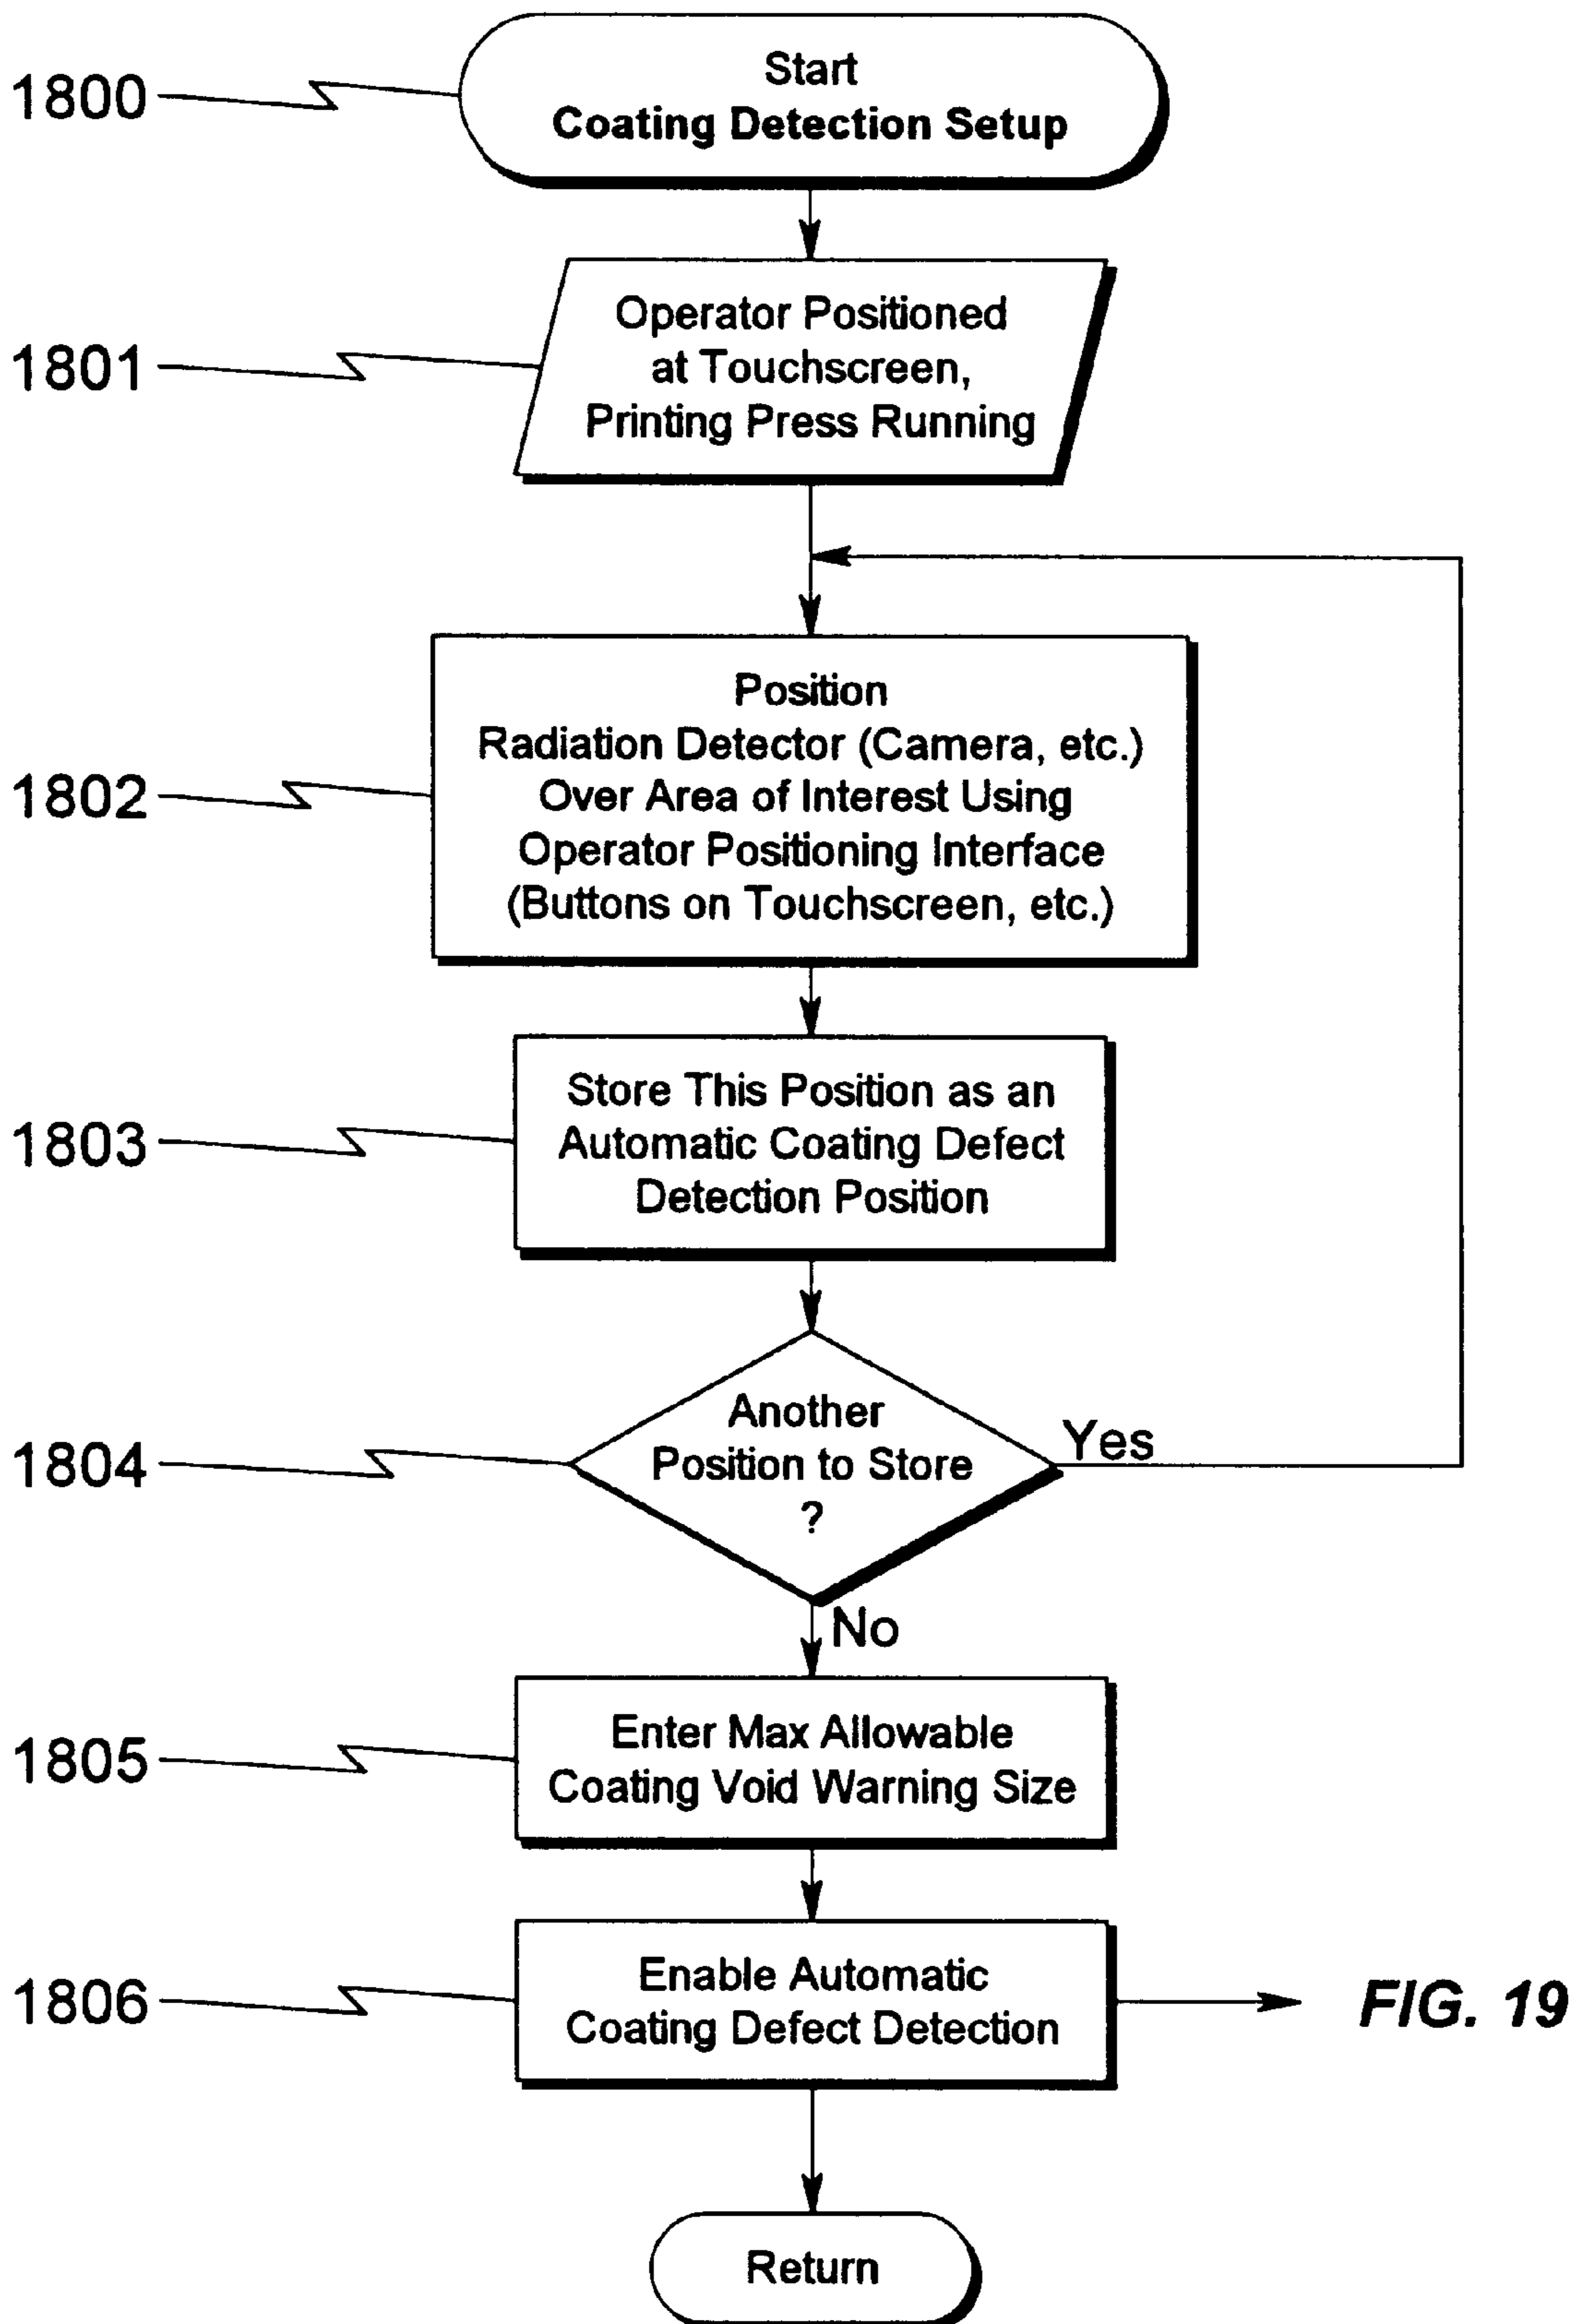 1800
Start
Coating Detection Setup
1801
Operator Positioned
at Touchscreen,
Printing Press Running
1802
Position
Radiation Detector (Camera, etc.)
Over Area of Interest Using
Operator Positioning Interface
(Buttons on Touchscreen, etc.)
1803
Store This Position as an
Automatic Coating Defect
Detection Position
1804
Another
Position to Store
?
Yes
No
1805
Enter Max Allowable
Coating Void Warning Size
1806
Enable Automatic
Coating Defect Detection
FIG. 19
Return